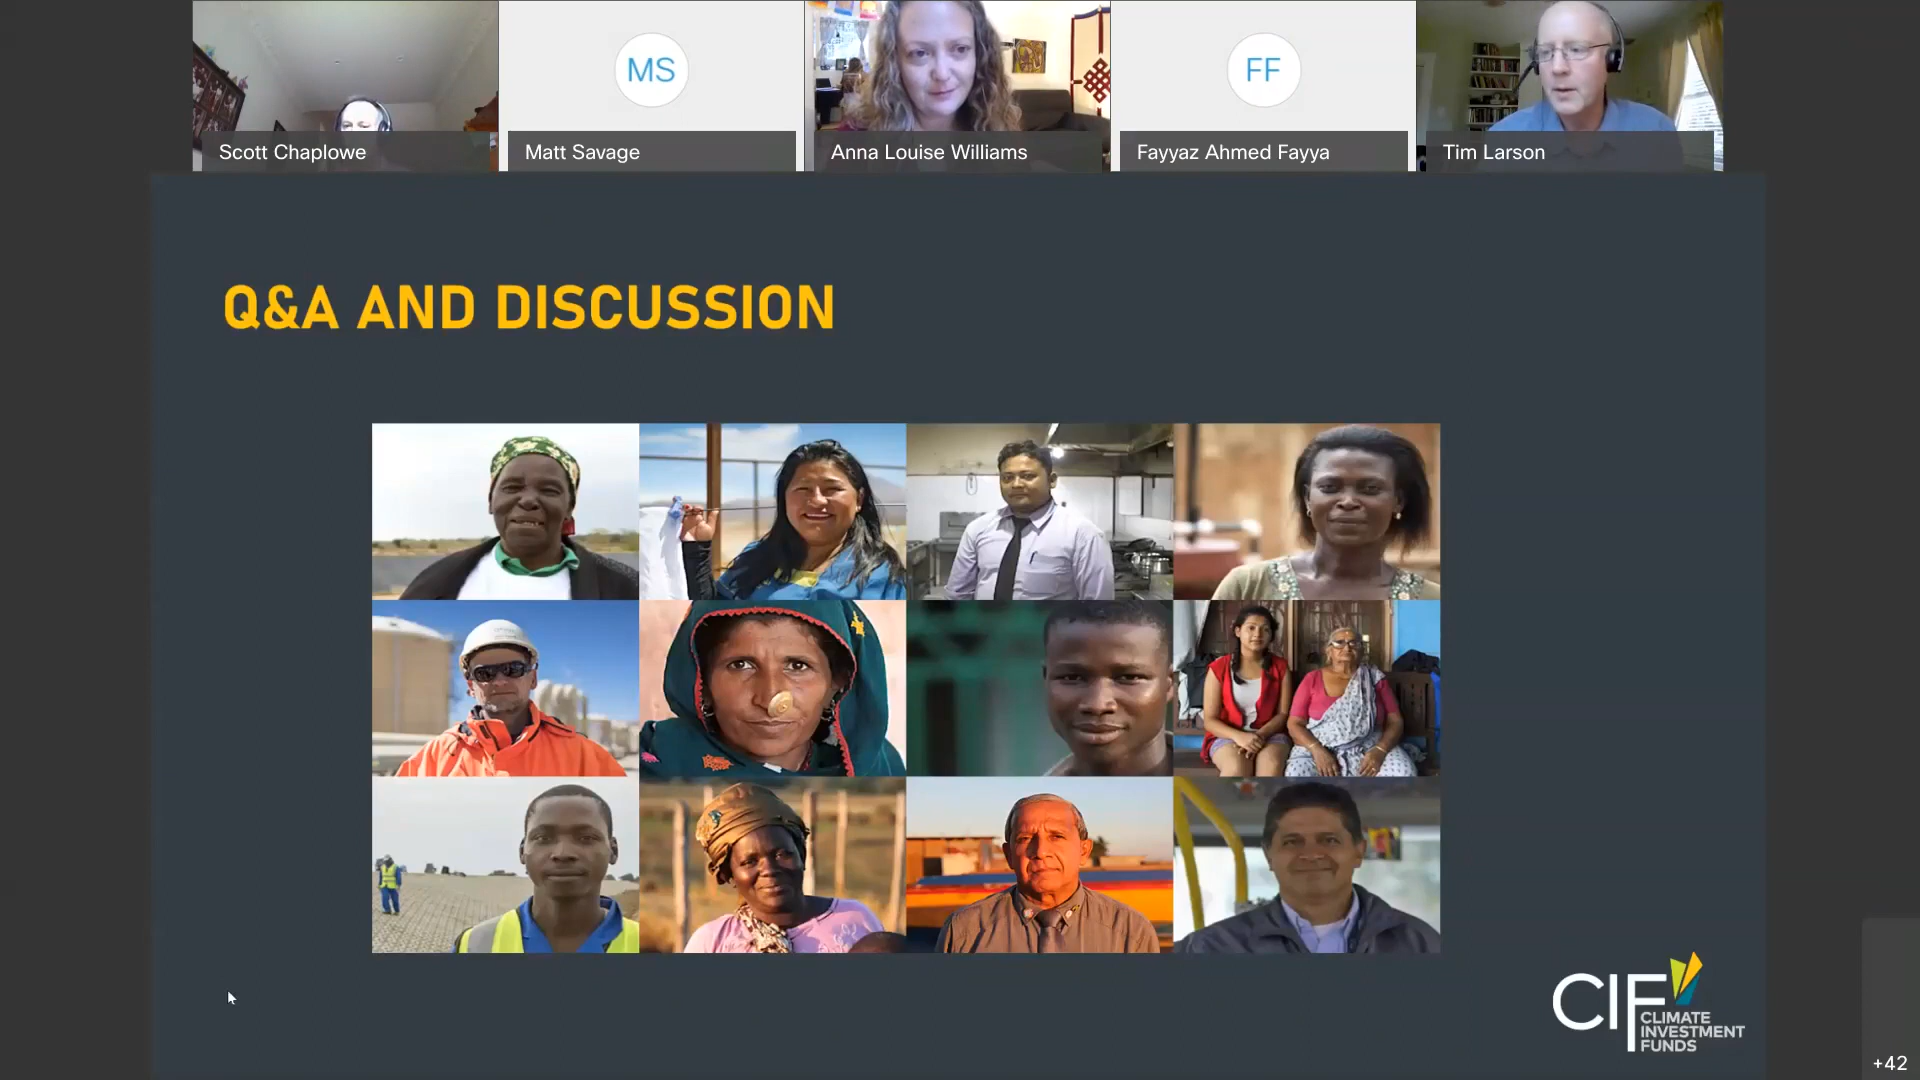 MS
FF
Scott Chaplowe
Matt Savage
Anna Louise Williams
Fayyaz Ahmed Fayya
Tim Larson
Q&A AND DISCUSSION
CIF
CLIMATE
INVESTMENT
FUNDS
+42